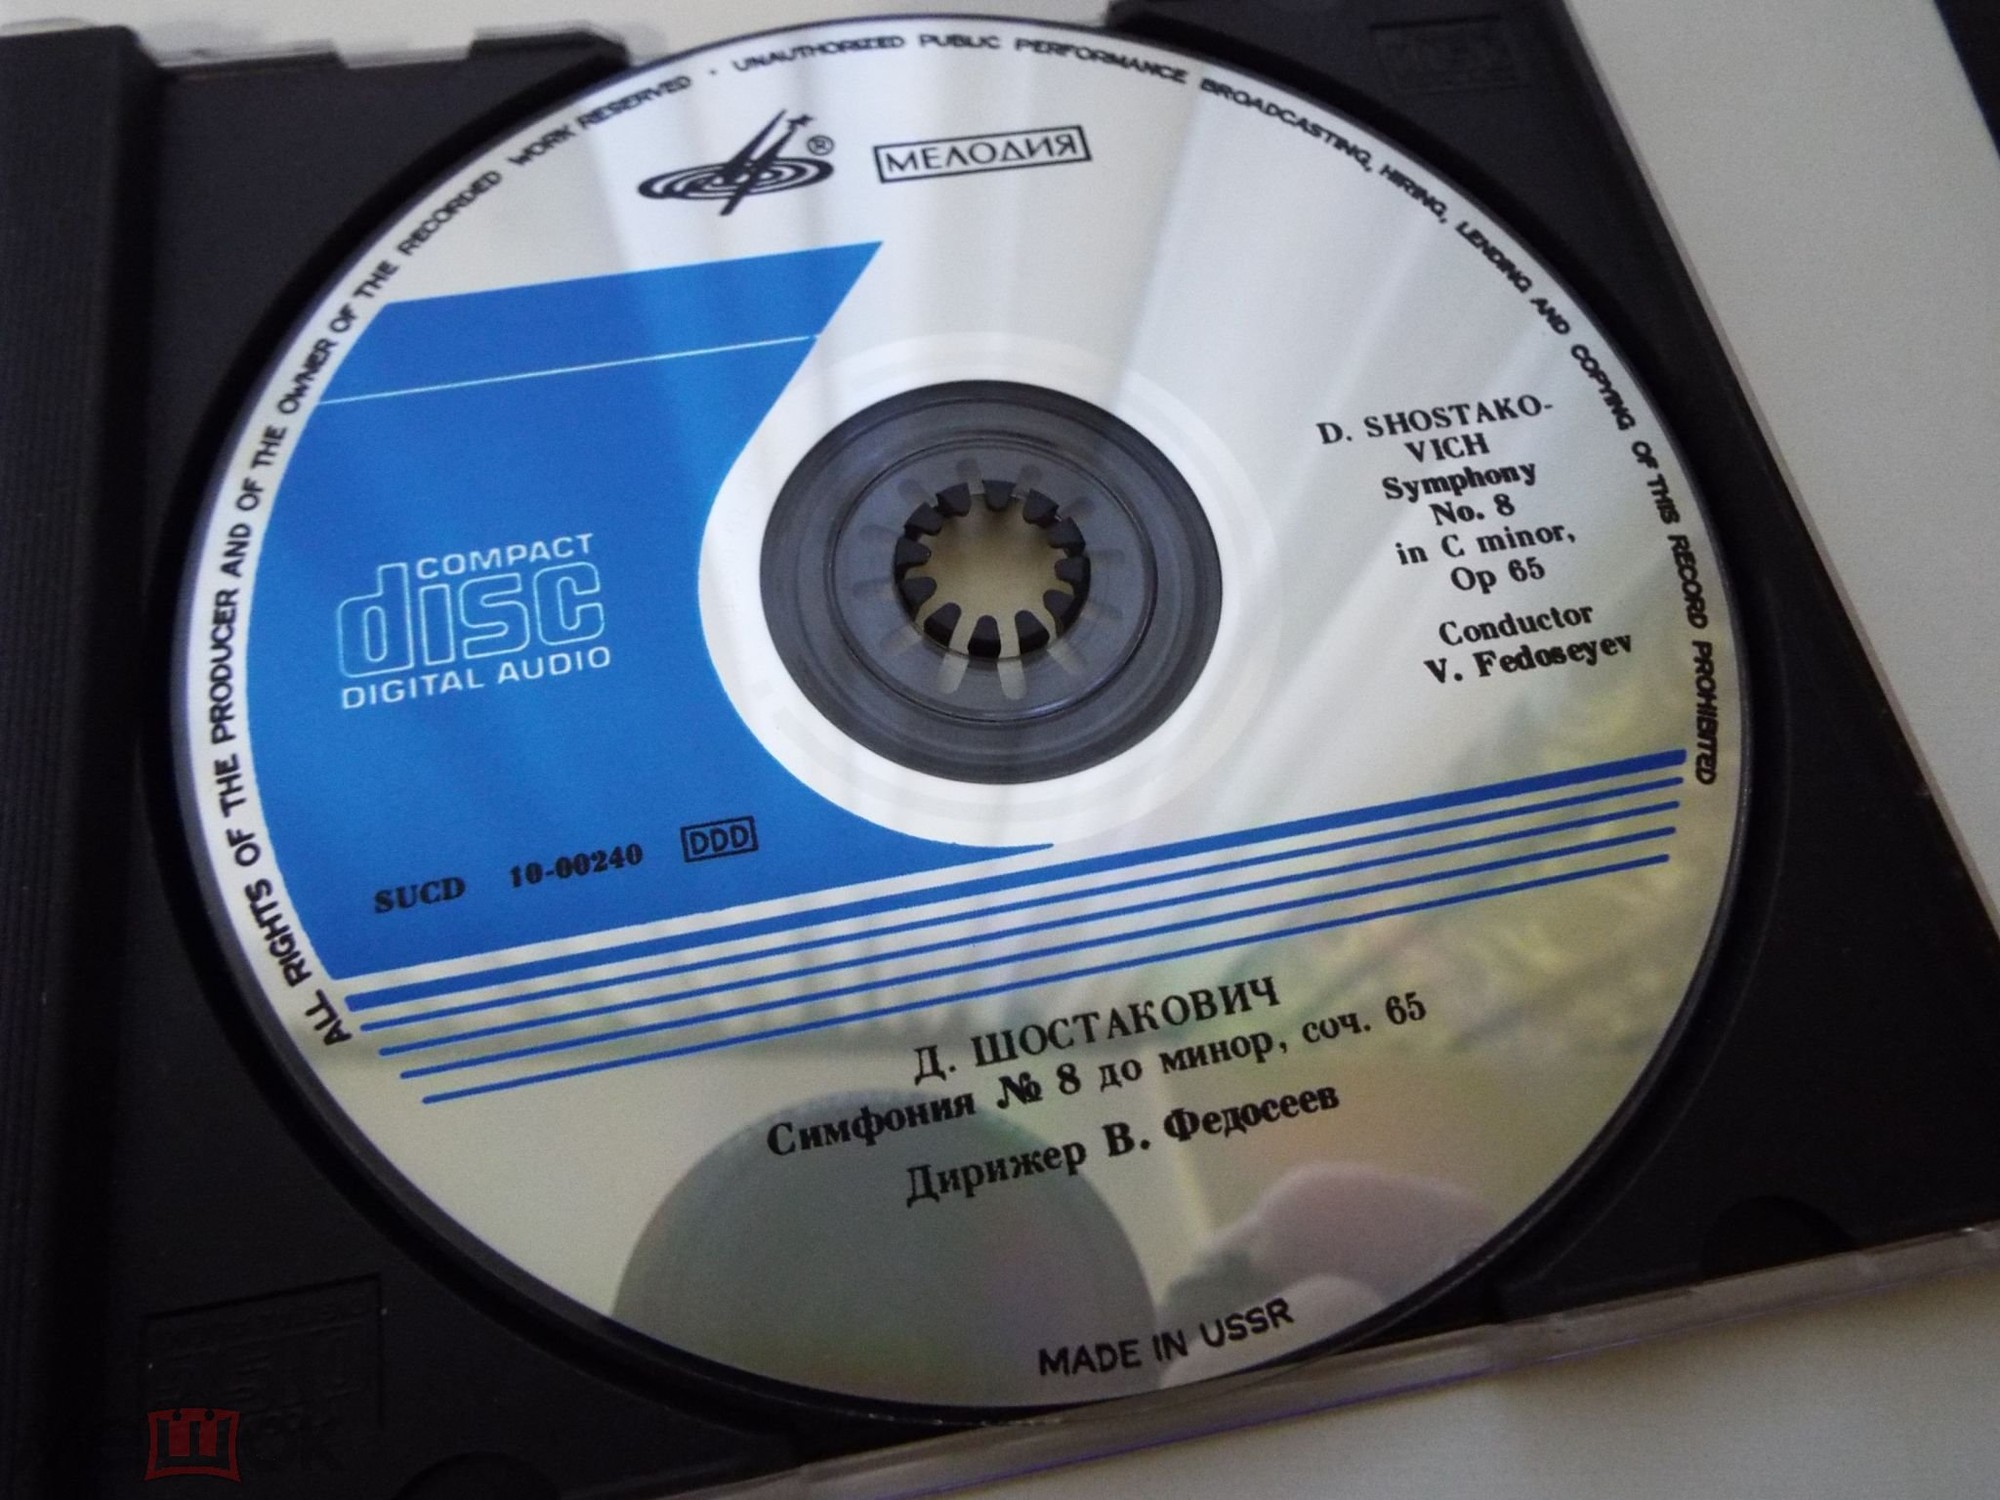 ALL RIGHTS OF THE PRODUCER AND OF THE OWNER OF THE RECORDED WORK RESERVED · UNAUTHORIZED PUBLIC PERFORMANCE BROADCASTING, HIRING, LENDING AND COPYING OF THIS RECORD PROHIBITED
® МЕЛОДИЯ
D. SHOSTAKO-
VICH
Symphony
No. 8
in C minor,
Op 65
Conductor
V. Fedoseyev
COMPACT
disc
DIGITAL AUDIO
SUCD 10-00240 DDD
Д. ШОСТАКОВИЧ
Симфония № 8 до минор, соч. 65
Дирижер В. Федосеев
MADE IN USSR